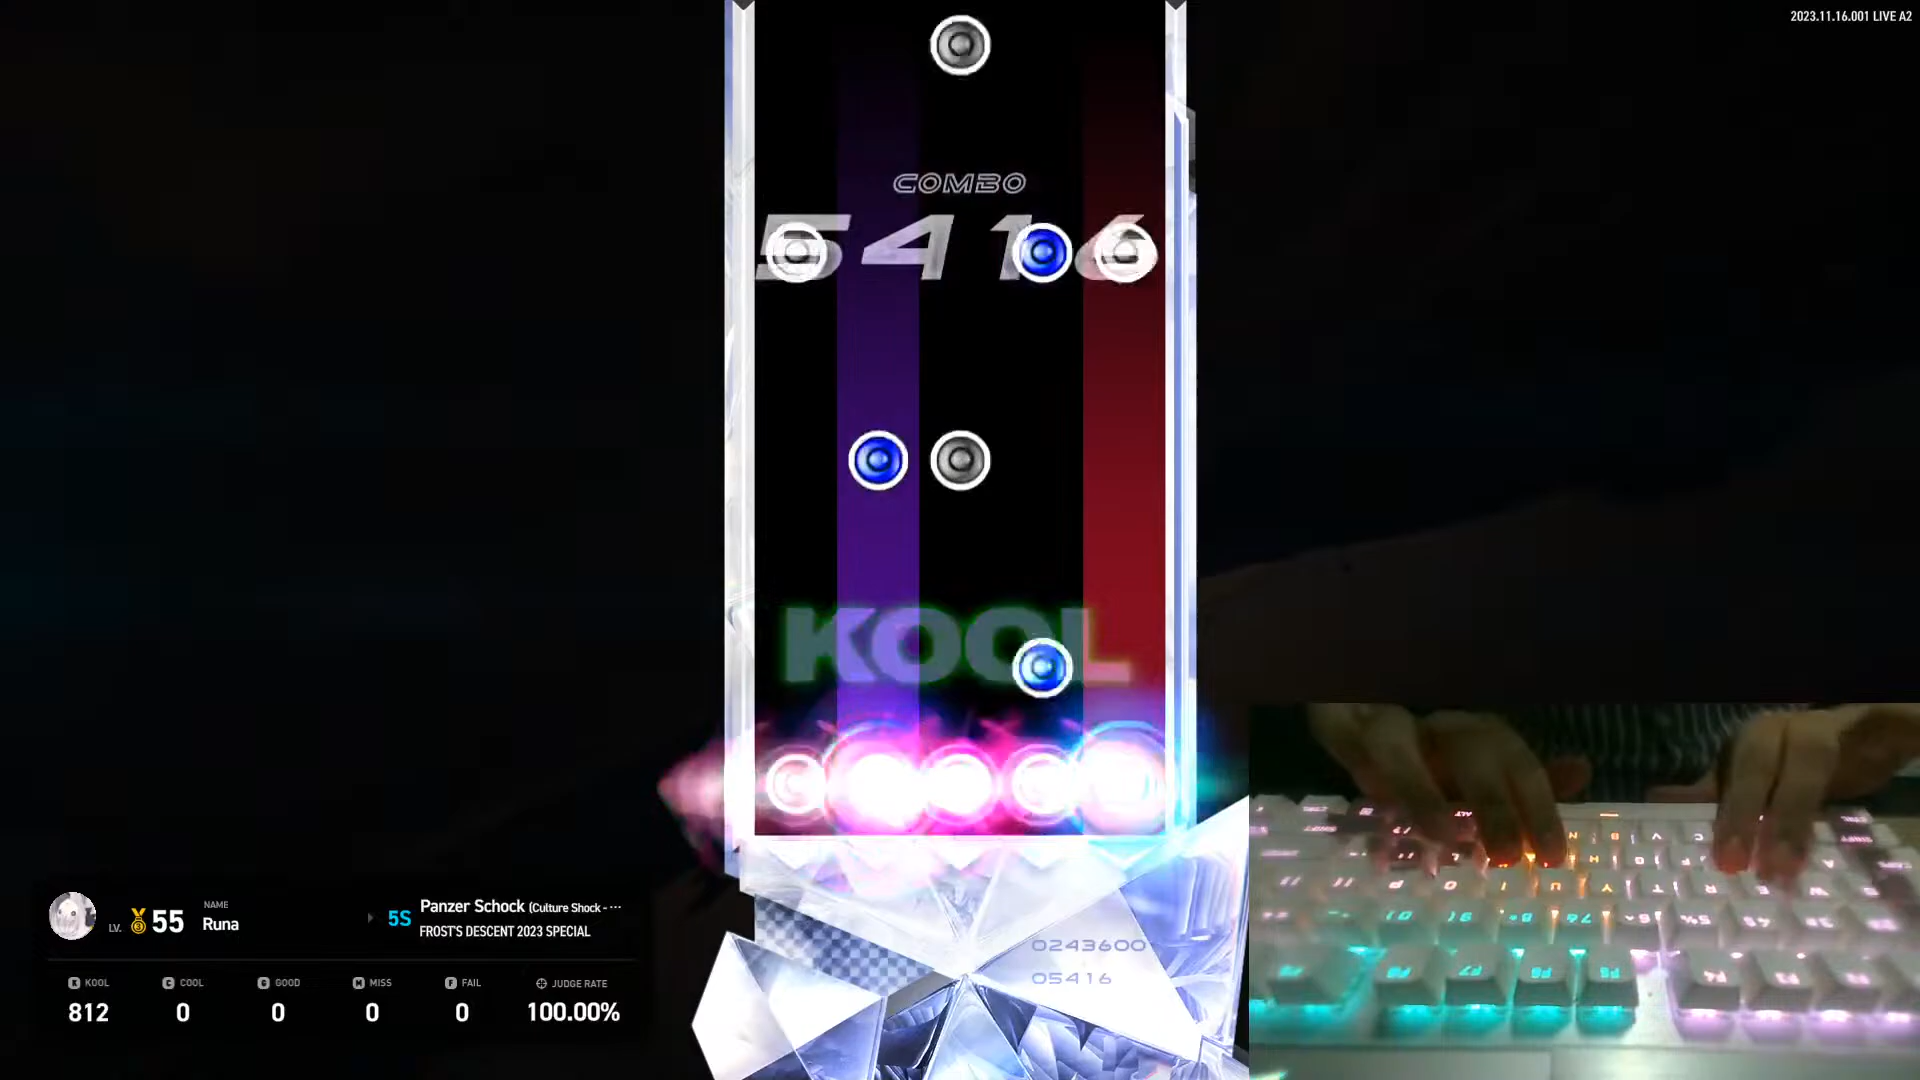 2023.11.16.001 LIVE A2
COMBO
5416
KOOL
NAME
LV. 55 Runa
5S Panzer Schock (Culture Shock - ···
FROST'S DESCENT 2023 SPECIAL
K KOOL C COOL G GOOD M MISS F FAIL JUDGE RATE
812 0 0 0 0 100.00%
0243600
05416